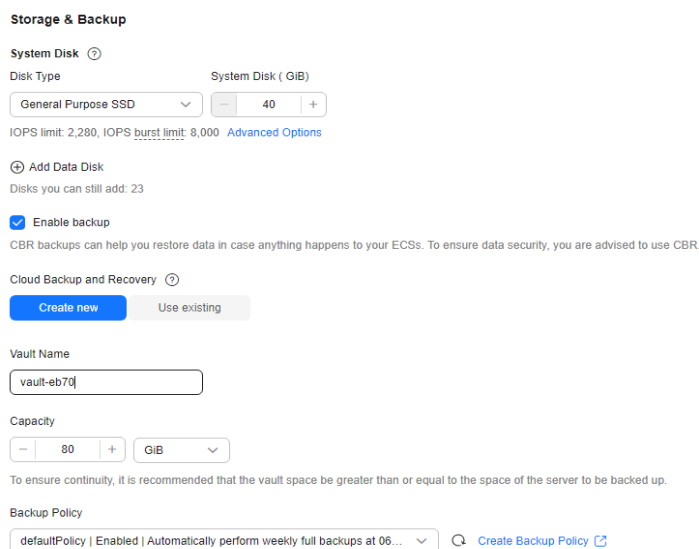 Storage & Backup
System Disk ?
Disk Type System Disk ( GiB)
General Purpose SSD − 40 +
IOPS limit: 2,280, IOPS burst limit: 8,000 Advanced Options
Add Data Disk
Disks you can still add: 23
Enable backup
CBR backups can help you restore data in case anything happens to your ECSs. To ensure data security, you are advised to use CBR.
Cloud Backup and Recovery ?
Create new Use existing
Vault Name
vault-eb70
Capacity
− 80 + GiB
To ensure continuity, it is recommended that the vault space be greater than or equal to the space of the server to be backed up.
Backup Policy
defaultPolicy | Enabled | Automatically perform weekly full backups at 06... Create Backup Policy